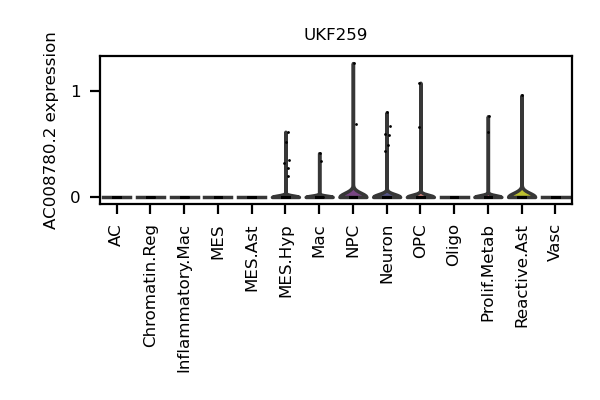 UKF259
AC008780.2 expression
1
0
AC
Chromatin.Reg
Inflammatory.Mac
MES
MES.Ast
MES.Hyp
Mac
NPC
Neuron
OPC
Oligo
Prolif.Metab
Reactive.Ast
Vasc